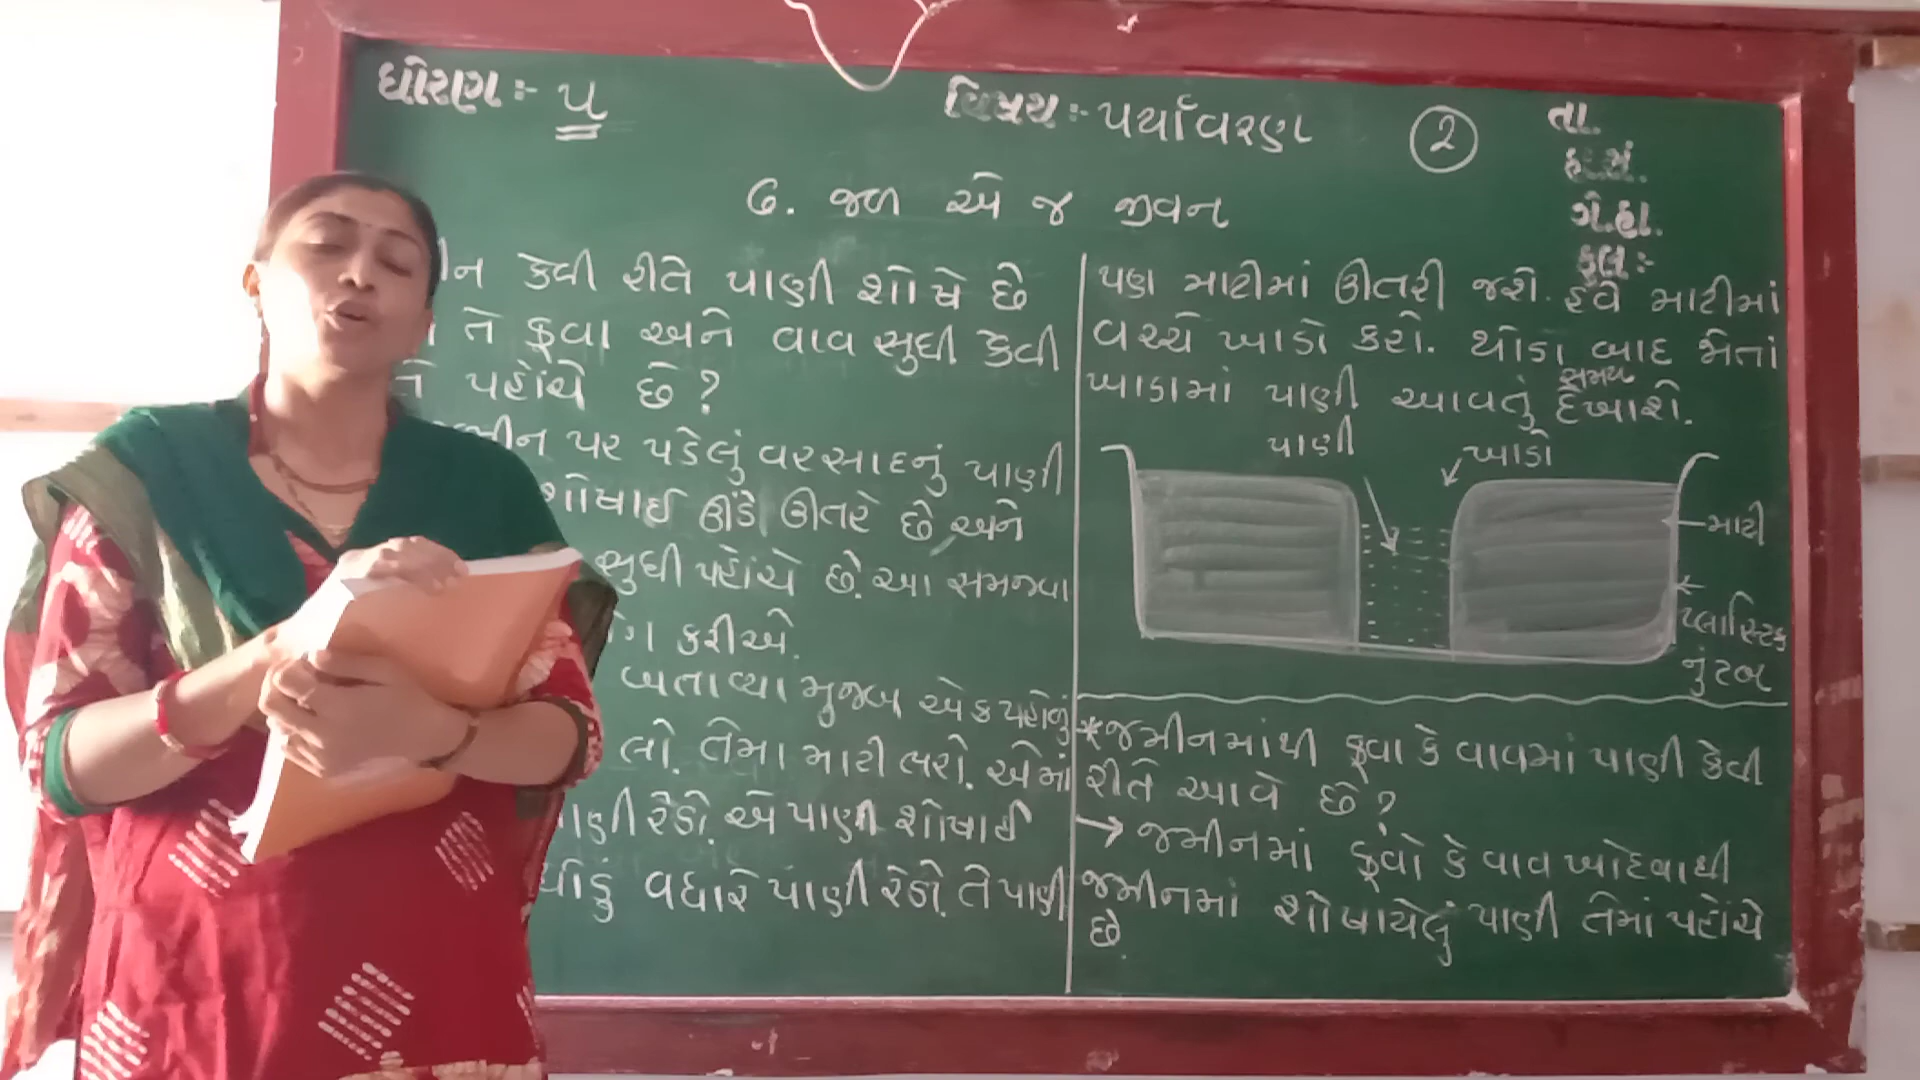 ધોરણ :- ૫
વિષય :- પર્યાવરણ
૨
તા.
હ. સં.
ગે.હા.
કુલ :-
૭. જળ એ જ જીવન
કેવી રીતે પાણી શોષે છે
તે કૂવા અને વાવ સુધી કેવી
પહોંચે છે ?
પર પડેલું વરસાદનું પાણી
શોષાઈ ઊંડે ઊતરે છે અને
સુધી પહોંચે છે. આ સમજવા
કરીએ.
બતાવ્યા મુજબ એક પહોળું
લો. તેમા માટી ભરો. એમાં
પાણી રેડો. એ પાણી શોષાઈ
થોડું વધારે પાણી રેડો. તે પાણી
પણ માટીમાં ઊતરી જશે. હવે માટીમાં
વચ્ચે ખાડો કરો. થોડા સમય બાદ જોતાં
ખાડામાં પાણી આવતું દેખાશે.
પાણી
ખાડો
માટી
પ્લાસ્ટિક
નું ટબ
*જમીનમાંથી કૂવા કે વાવમાં પાણી કેવી
રીતે આવે છે ?
→ જમીનમાં કૂવો કે વાવ ખોદવાથી
જમીનમાં શોષાયેલું પાણી તેમાં પહોંચે
છે.